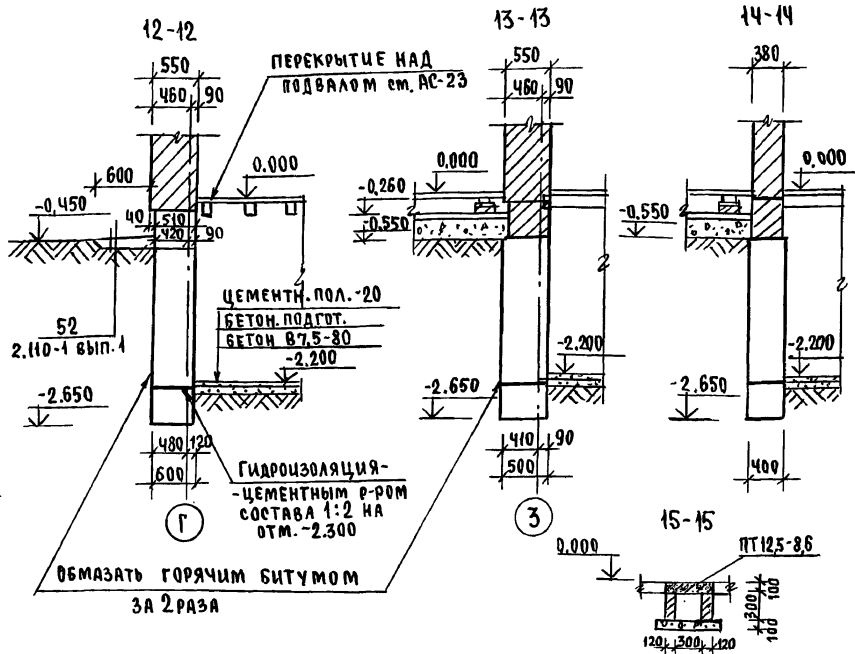 12-12
550
460 90
ПЕРЕКРЫТИЕ НАД
ПОДВАЛОМ см. АС-23
600
0.000
-0,450
40 510
420 90
ЦЕМЕНТН. ПОЛ.-20
БЕТОН. ПОДГОТ.
БЕТОН В7,5-80
52
2.110-1 ВЫП.1
-2.200
-2.650
480 120
600
Г
ГИДРОИЗОЛЯЦИЯ-
-ЦЕМЕНТНЫМ Р-РОМ
СОСТАВА 1:2 НА
ОТМ. -2.300
ОБМАЗАТЬ ГОРЯЧИМ БИТУМОМ
ЗА 2 РАЗА
13-13
550
460 90
0.000
-0,260
-0.550
-2.200
-2.650
410 90
500
3
14-14
380
0.000
-0.550
-2.200
-2.650
400
15-15
0.000
ПТ 12,5-8,6
100
300
100
120 300 120